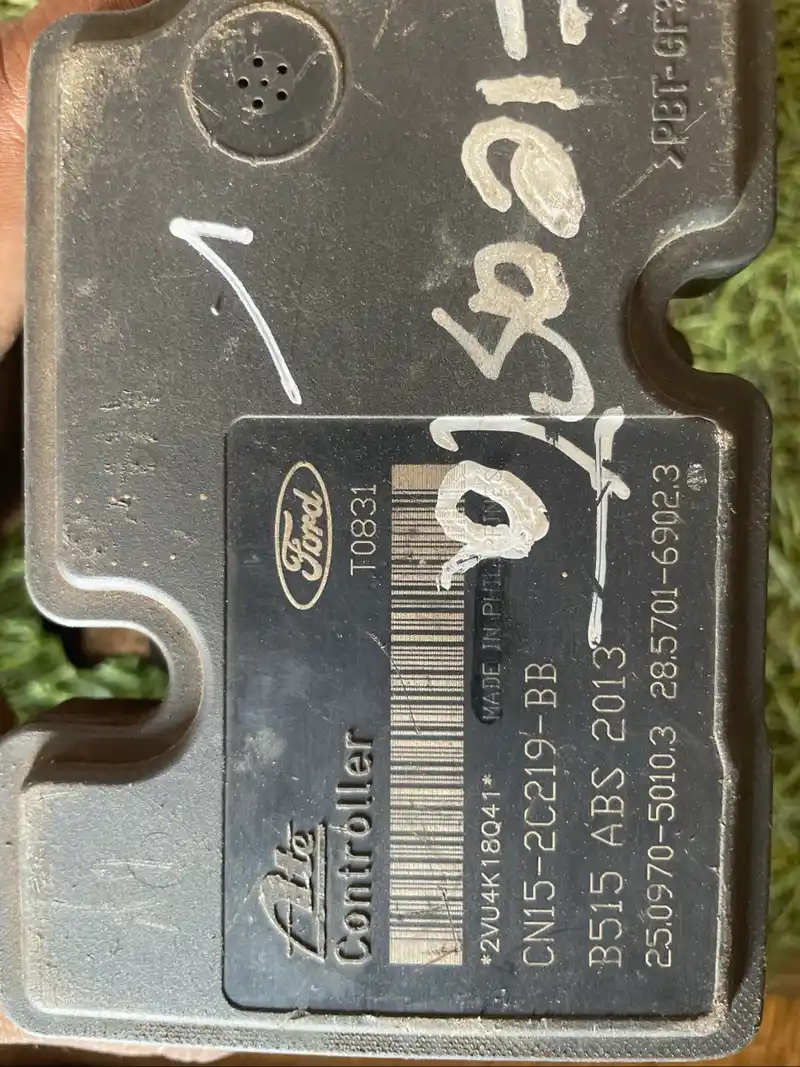 >PBT-GF3
Ford
T0831
Ate
Controller
MADE IN PHILIPPINES
*2VU4K18Q41*
CN15-2C219-BB
B515 ABS 2013
25.0970-5010.3 28.5701-6902.3